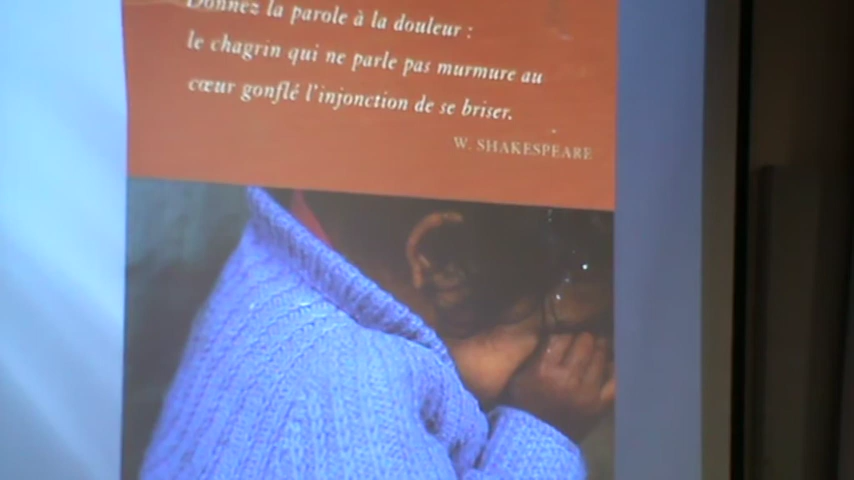 Donnez la parole à la douleur :
le chagrin qui ne parle pas murmure au
cœur gonflé l'injonction de se briser.
W. SHAKESPEARE